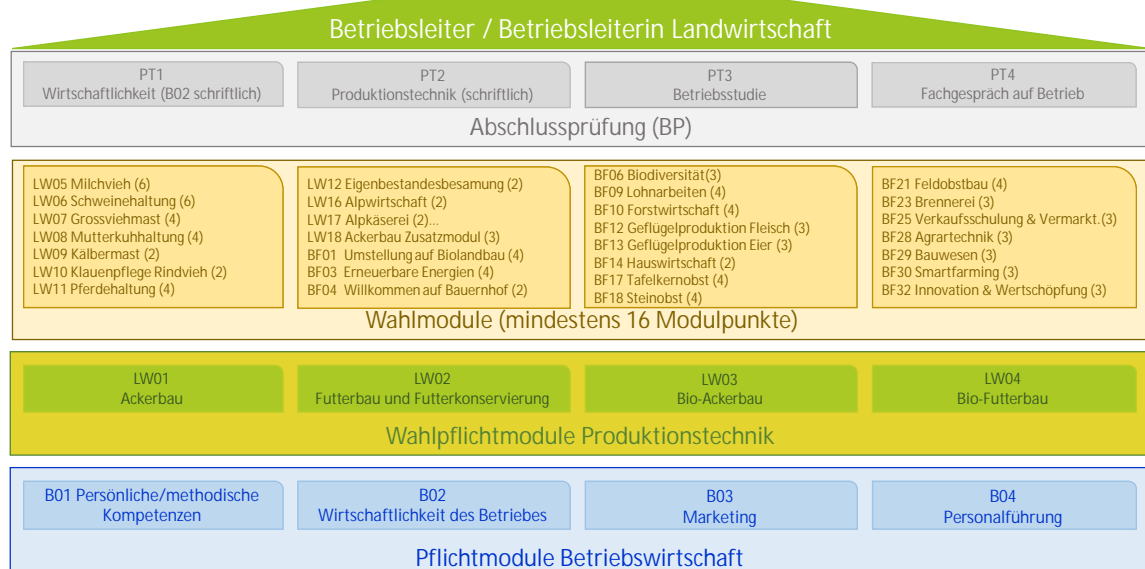 Betriebsleiter / Betriebsleiterin Landwirtschaft
PT1
Wirtschaftlichkeit (B02 schriftlich)
PT2
Produktionstechnik (schriftlich)
PT3
Betriebsstudie
PT4
Fachgespräch auf Betrieb
Abschlussprüfung (BP)
LW05 Milchvieh (6)
LW06 Schweinehaltung (6)
LW07 Grossviehmast (4)
LW08 Mutterkuhhaltung (4)
LW09 Kälbermast (2)
LW10 Klauenpflege Rindvieh (2)
LW11 Pferdehaltung (4)
LW12 Eigenbestandesbesamung (2)
LW16 Alpwirtschaft (2)
LW17 Alpkäserei (2)...
LW18 Ackerbau Zusatzmodul (3)
BF01 Umstellung auf Biolandbau (4)
BF03 Erneuerbare Energien (4)
BF04 Willkommen auf Bauernhof (2)
BF06 Biodiversität(3)
BF09 Lohnarbeiten (4)
BF10 Forstwirtschaft (4)
BF12 Geflügelproduktion Fleisch (3)
BF13 Geflügelproduktion Eier (3)
BF14 Hauswirtschaft (2)
BF17 Tafelkernobst (4)
BF18 Steinobst (4)
BF21 Feldobstbau (4)
BF23 Brennerei (3)
BF25 Verkaufsschulung & Vermarkt.(3)
BF28 Agrartechnik (3)
BF29 Bauwesen (3)
BF30 Smartfarming (3)
BF32 Innovation & Wertschöpfung (3)
Wahlmodule (mindestens 16 Modulpunkte)
LW01
Ackerbau
LW02
Futterbau und Futterkonservierung
LW03
Bio-Ackerbau
LW04
Bio-Futterbau
Wahlpflichtmodule Produktionstechnik
B01 Persönliche/methodische
Kompetenzen
B02
Wirtschaftlichkeit des Betriebes
B03
Marketing
B04
Personalführung
Pflichtmodule Betriebswirtschaft